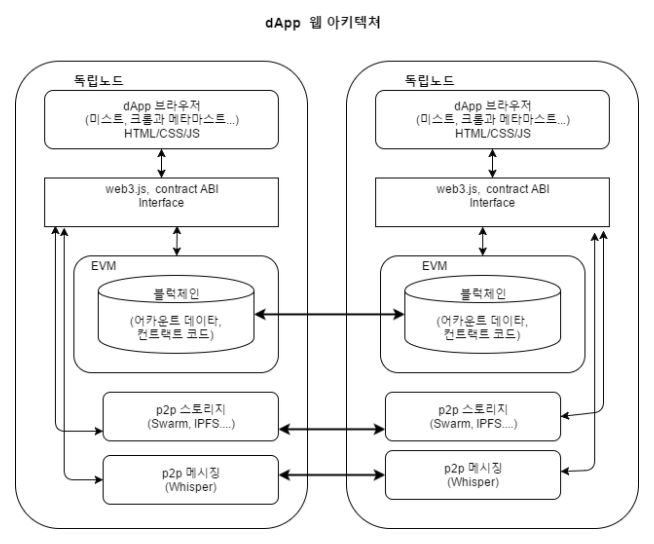 dApp 웹 아키텍쳐
독립노드
dApp 브라우저
(미스트, 크롬과 메타마스트...)
HTML/CSS/JS
web3.js, contract ABI
Interface
EVM
블럭체인
(어카운트 데이타,
컨트랙트 코드)
p2p 스토리지
(Swarm, IPFS....)
p2p 메시징
(Whisper)
독립노드
dApp 브라우저
(미스트, 크롬과 메타마스트...)
HTML/CSS/JS
web3.js, contract ABI
Interface
EVM
블럭체인
(어카운트 데이타,
컨트랙트 코드)
p2p 스토리지
(Swarm, IPFS....)
p2p 메시징
(Whisper)